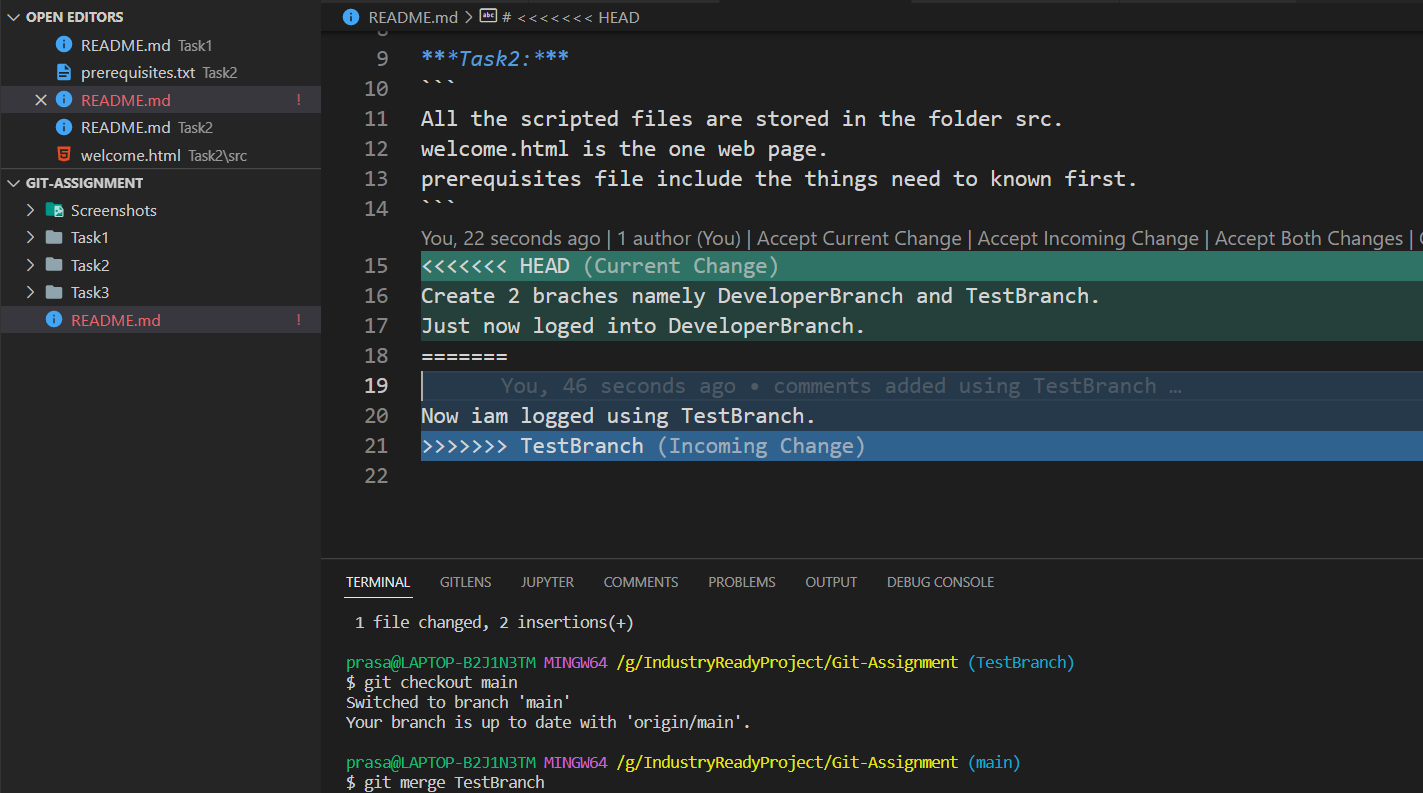 OPEN EDITORS
README.md Task1
prerequisites.txt Task2
README.md !
README.md Task2
welcome.html Task2\src
GIT-ASSIGNMENT
Screenshots
Task1
Task2
Task3
README.md !
README.md > # <<<<<<< HEAD
9 ***Task2:***
10 ```
11 All the scripted files are stored in the folder src.
12 welcome.html is the one web page.
13 prerequisites file include the things need to known first.
14 ```
You, 22 seconds ago | 1 author (You) | Accept Current Change | Accept Incoming Change | Accept Both Changes |
15 <<<<<<< HEAD (Current Change)
16 Create 2 braches namely DeveloperBranch and TestBranch.
17 Just now loged into DeveloperBranch.
18 =======
19 You, 46 seconds ago • comments added using TestBranch …
20 Now iam logged using TestBranch.
21 >>>>>>> TestBranch (Incoming Change)
22
TERMINAL GITLENS JUPYTER COMMENTS PROBLEMS OUTPUT DEBUG CONSOLE
1 file changed, 2 insertions(+)
prasa@LAPTOP-B2J1N3TM MINGW64 /g/IndustryReadyProject/Git-Assignment (TestBranch)
$ git checkout main
Switched to branch 'main'
Your branch is up to date with 'origin/main'.
prasa@LAPTOP-B2J1N3TM MINGW64 /g/IndustryReadyProject/Git-Assignment (main)
$ git merge TestBranch